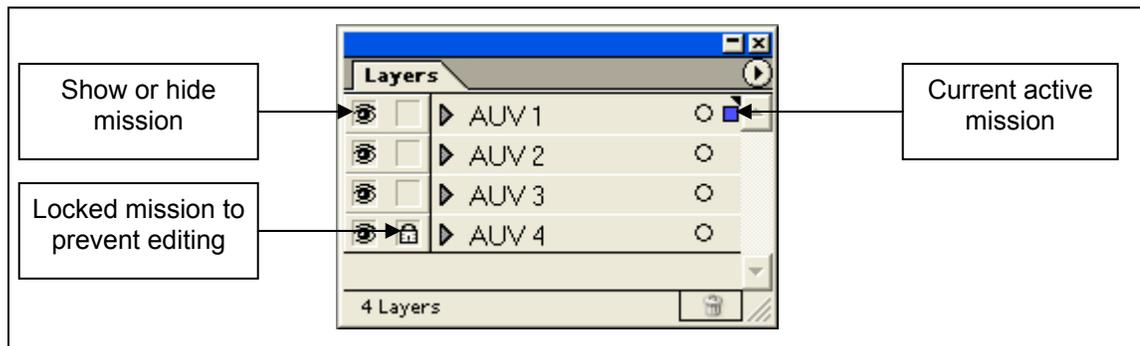 Layers
Show or hide
mission
Current active
mission
AUV 1
AUV 2
AUV 3
Locked mission to
prevent editing
AUV 4
4 Layers